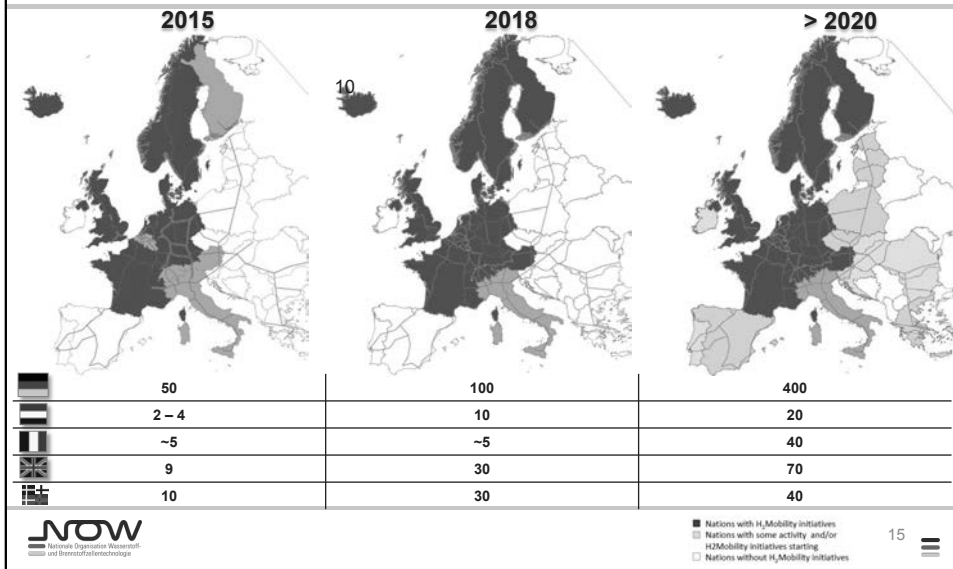 2015 2018 > 2020
10
50 100 400
2 – 4 10 20
~5 ~5 40
9 30 70
10 30 40
NOW
Nationale Organisation Wasserstoff-
und Brennstoffzellentechnologie
Nations with H₂Mobility initiatives
Nations with some activity and/or
H2Mobility initiatives starting
Nations without H₂Mobility initiatives
15